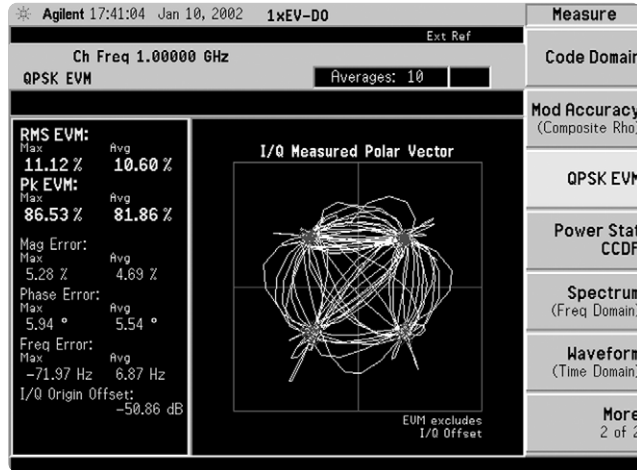 Agilent 17:41:04 Jan 10, 2002 1xEV-DO
Measure
Ext Ref
Ch Freq 1.00000 GHz
QPSK EVM
Averages: 10
Code Domain
Mod Accuracy
(Composite Rho)
QPSK EVM
Power Stat
CCDF
Spectrum
(Freq Domain)
Waveform
(Time Domain)
More
2 of 2
RMS EVM:
Max Avg
11.12 % 10.60 %
Pk EVM:
Max Avg
86.53 % 81.86 %
Mag Error:
Max Avg
5.28 % 4.69 %
Phase Error:
Max Avg
5.94 ° 5.54 °
Freq Error:
Max Avg
-71.97 Hz 6.87 Hz
I/Q Origin Offset:
-50.86 dB
I/Q Measured Polar Vector
EVM excludes
I/Q Offset